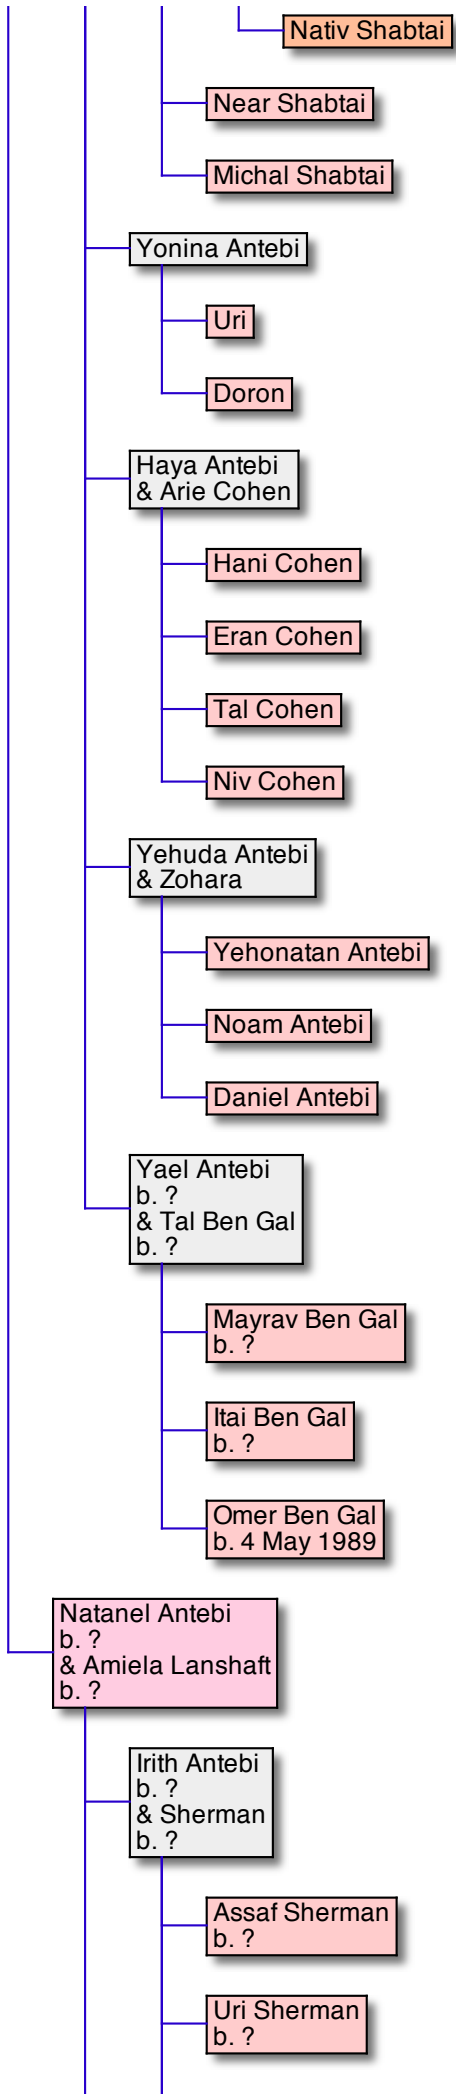 Nativ Shabtai
Near Shabtai
Michal Shabtai
Yonina Antebi
Uri
Doron
Haya Antebi
& Arie Cohen
Hani Cohen
Eran Cohen
Tal Cohen
Niv Cohen
Yehuda Antebi
& Zohara
Yehonatan Antebi
Noam Antebi
Daniel Antebi
Yael Antebi
b. ?
& Tal Ben Gal
b. ?
Mayrav Ben Gal
b. ?
Itai Ben Gal
b. ?
Omer Ben Gal
b. 4 May 1989
Natanel Antebi
b. ?
& Amiela Lanshaft
b. ?
Irith Antebi
b. ?
& Sherman
b. ?
Assaf Sherman
b. ?
Uri Sherman
b. ?